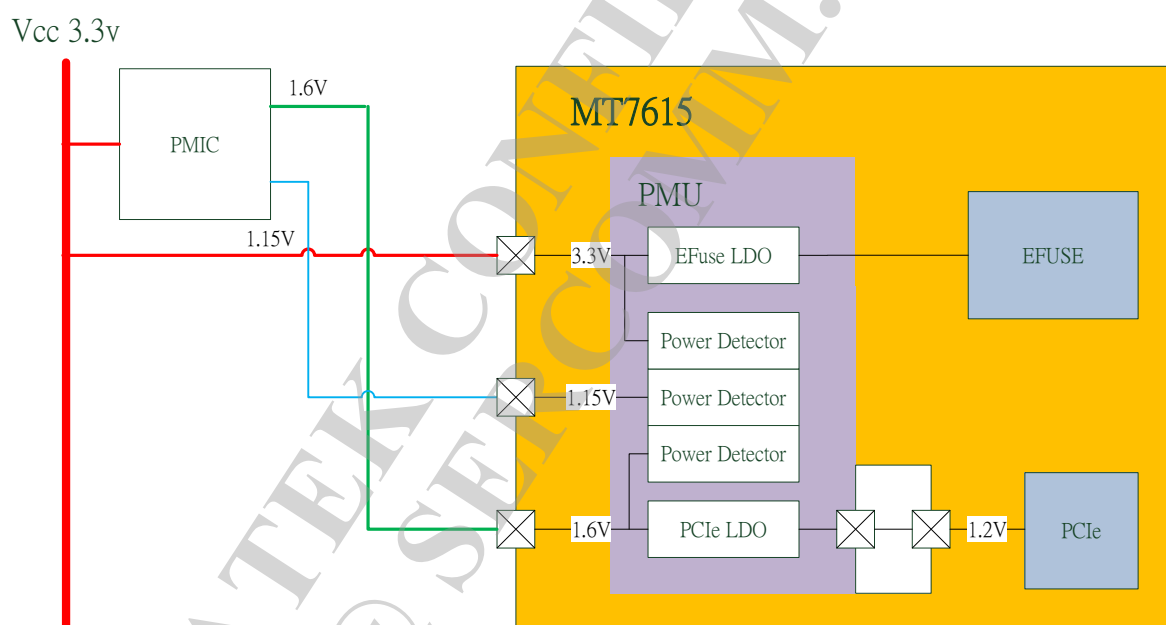 Vcc 3.3v
1.6V
PMIC
1.15V
MT7615
PMU
3.3V
EFuse LDO
EFUSE
Power Detector
1.15V
Power Detector
Power Detector
1.6V
PCIe LDO
1.2V
PCIe